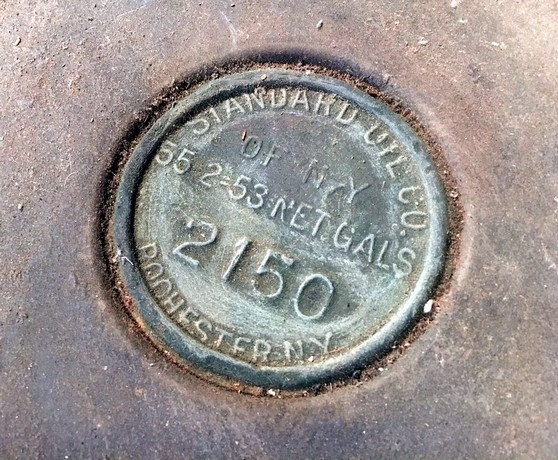 STANDARD OIL CO.
OF N.Y
55 2=53 NET GALS
2150
ROCHESTER N.Y.